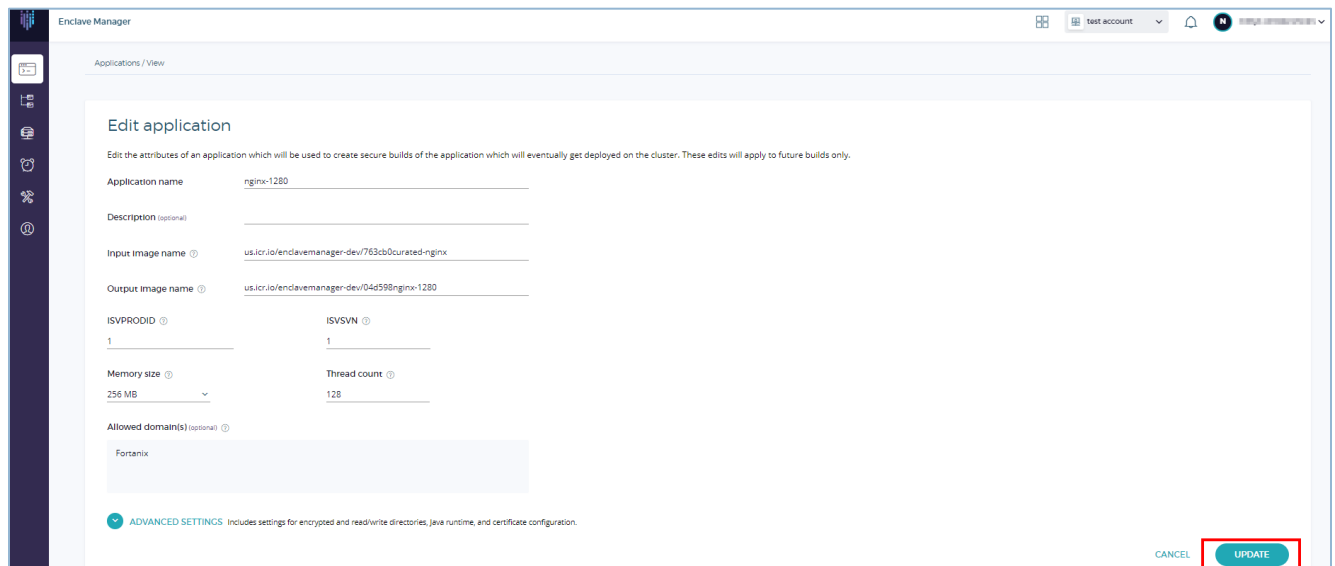 Enclave Manager
test account
N
Applications / View
Edit application
Edit the attributes of an application which will be used to create secure builds of the application which will eventually get deployed on the cluster. These edits will apply to future builds only.
Application name
nginx-1280
Description (optional)
Input image name ?
us.icr.io/enclavemanager-dev/763cb0curated-nginx
Output image name ?
us.icr.io/enclavemanager-dev/04d598nginx-1280
ISVPRODID ?
ISVSVN ?
1
1
Memory size ?
Thread count ?
256 MB
128
Allowed domain(s) (optional) ?
Fortanix
ADVANCED SETTINGS Includes settings for encrypted and read/write directories, Java runtime, and certificate configuration.
CANCEL
UPDATE